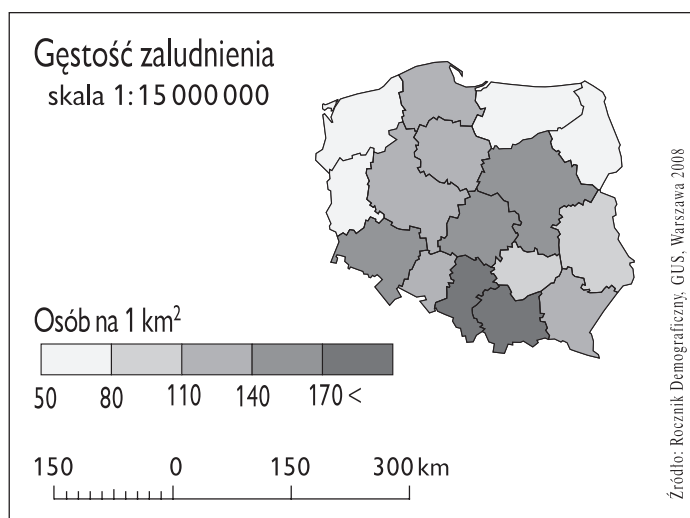 Gęstość zaludnienia
skala 1:15 000 000
Osób na 1 km²
50 80 110 140 170 <
150 0 150 300 km
Źródło: Rocznik Demograficzny, GUS, Warszawa 2008